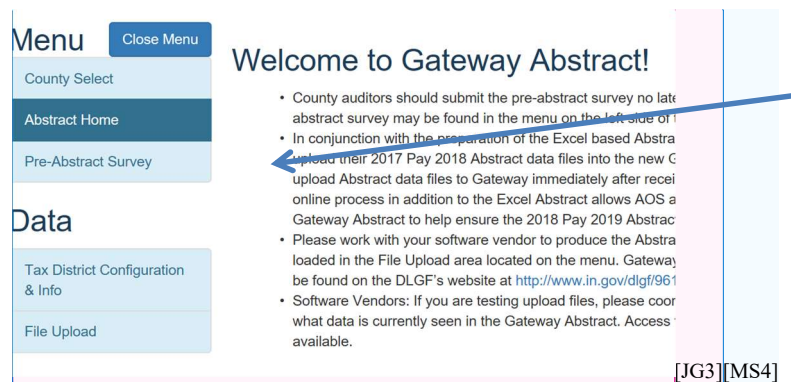 Menu
Close Menu
County Select
Abstract Home
Pre-Abstract Survey
Data
Tax District Configuration
& Info
File Upload
Welcome to Gateway Abstract!
• County auditors should submit the pre-abstract survey no late
abstract survey may be found in the menu on the left side of t
• In conjunction with the preparation of the Excel based Abstra
upload their 2017 Pay 2018 Abstract data files into the new G
upload Abstract data files to Gateway immediately after recei
online process in addition to the Excel Abstract allows AOS a
Gateway Abstract to help ensure the 2018 Pay 2019 Abstrac
• Please work with your software vendor to produce the Abstra
loaded in the File Upload area located on the menu. Gateway
be found on the DLGF's website at http://www.in.gov/dlgf/961
• Software Vendors: If you are testing upload files, please coor
what data is currently seen in the Gateway Abstract. Access
available.
[JG3][MS4]